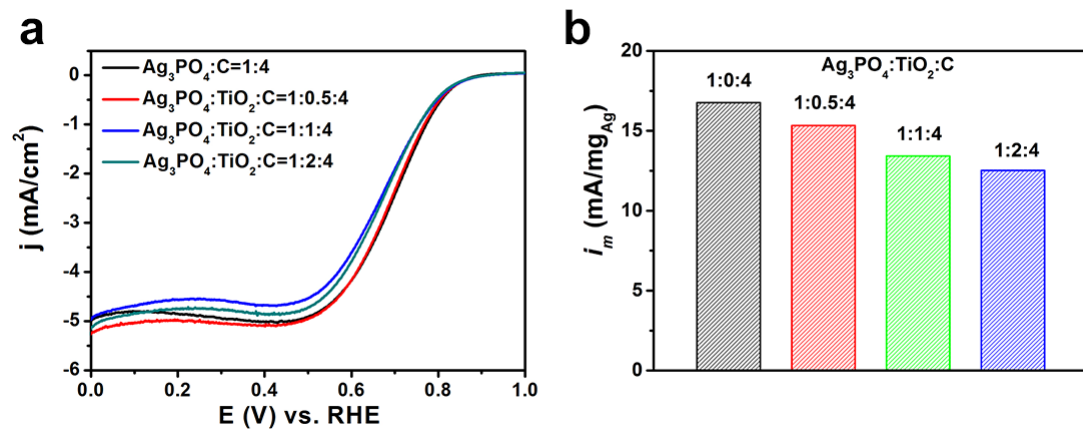 a
Ag₃PO₄:C=1:4
Ag₃PO₄:TiO₂:C=1:0.5:4
Ag₃PO₄:TiO₂:C=1:1:4
Ag₃PO₄:TiO₂:C=1:2:4
0
-1
-2
-3
-4
-5
-6
j (mA/cm²)
0.0 0.2 0.4 0.6 0.8 1.0
E (V) vs. RHE
b
Ag₃PO₄:TiO₂:C
1:0:4
1:0.5:4
1:1:4
1:2:4
20
15
10
5
0
iₘ (mA/mg_Ag)